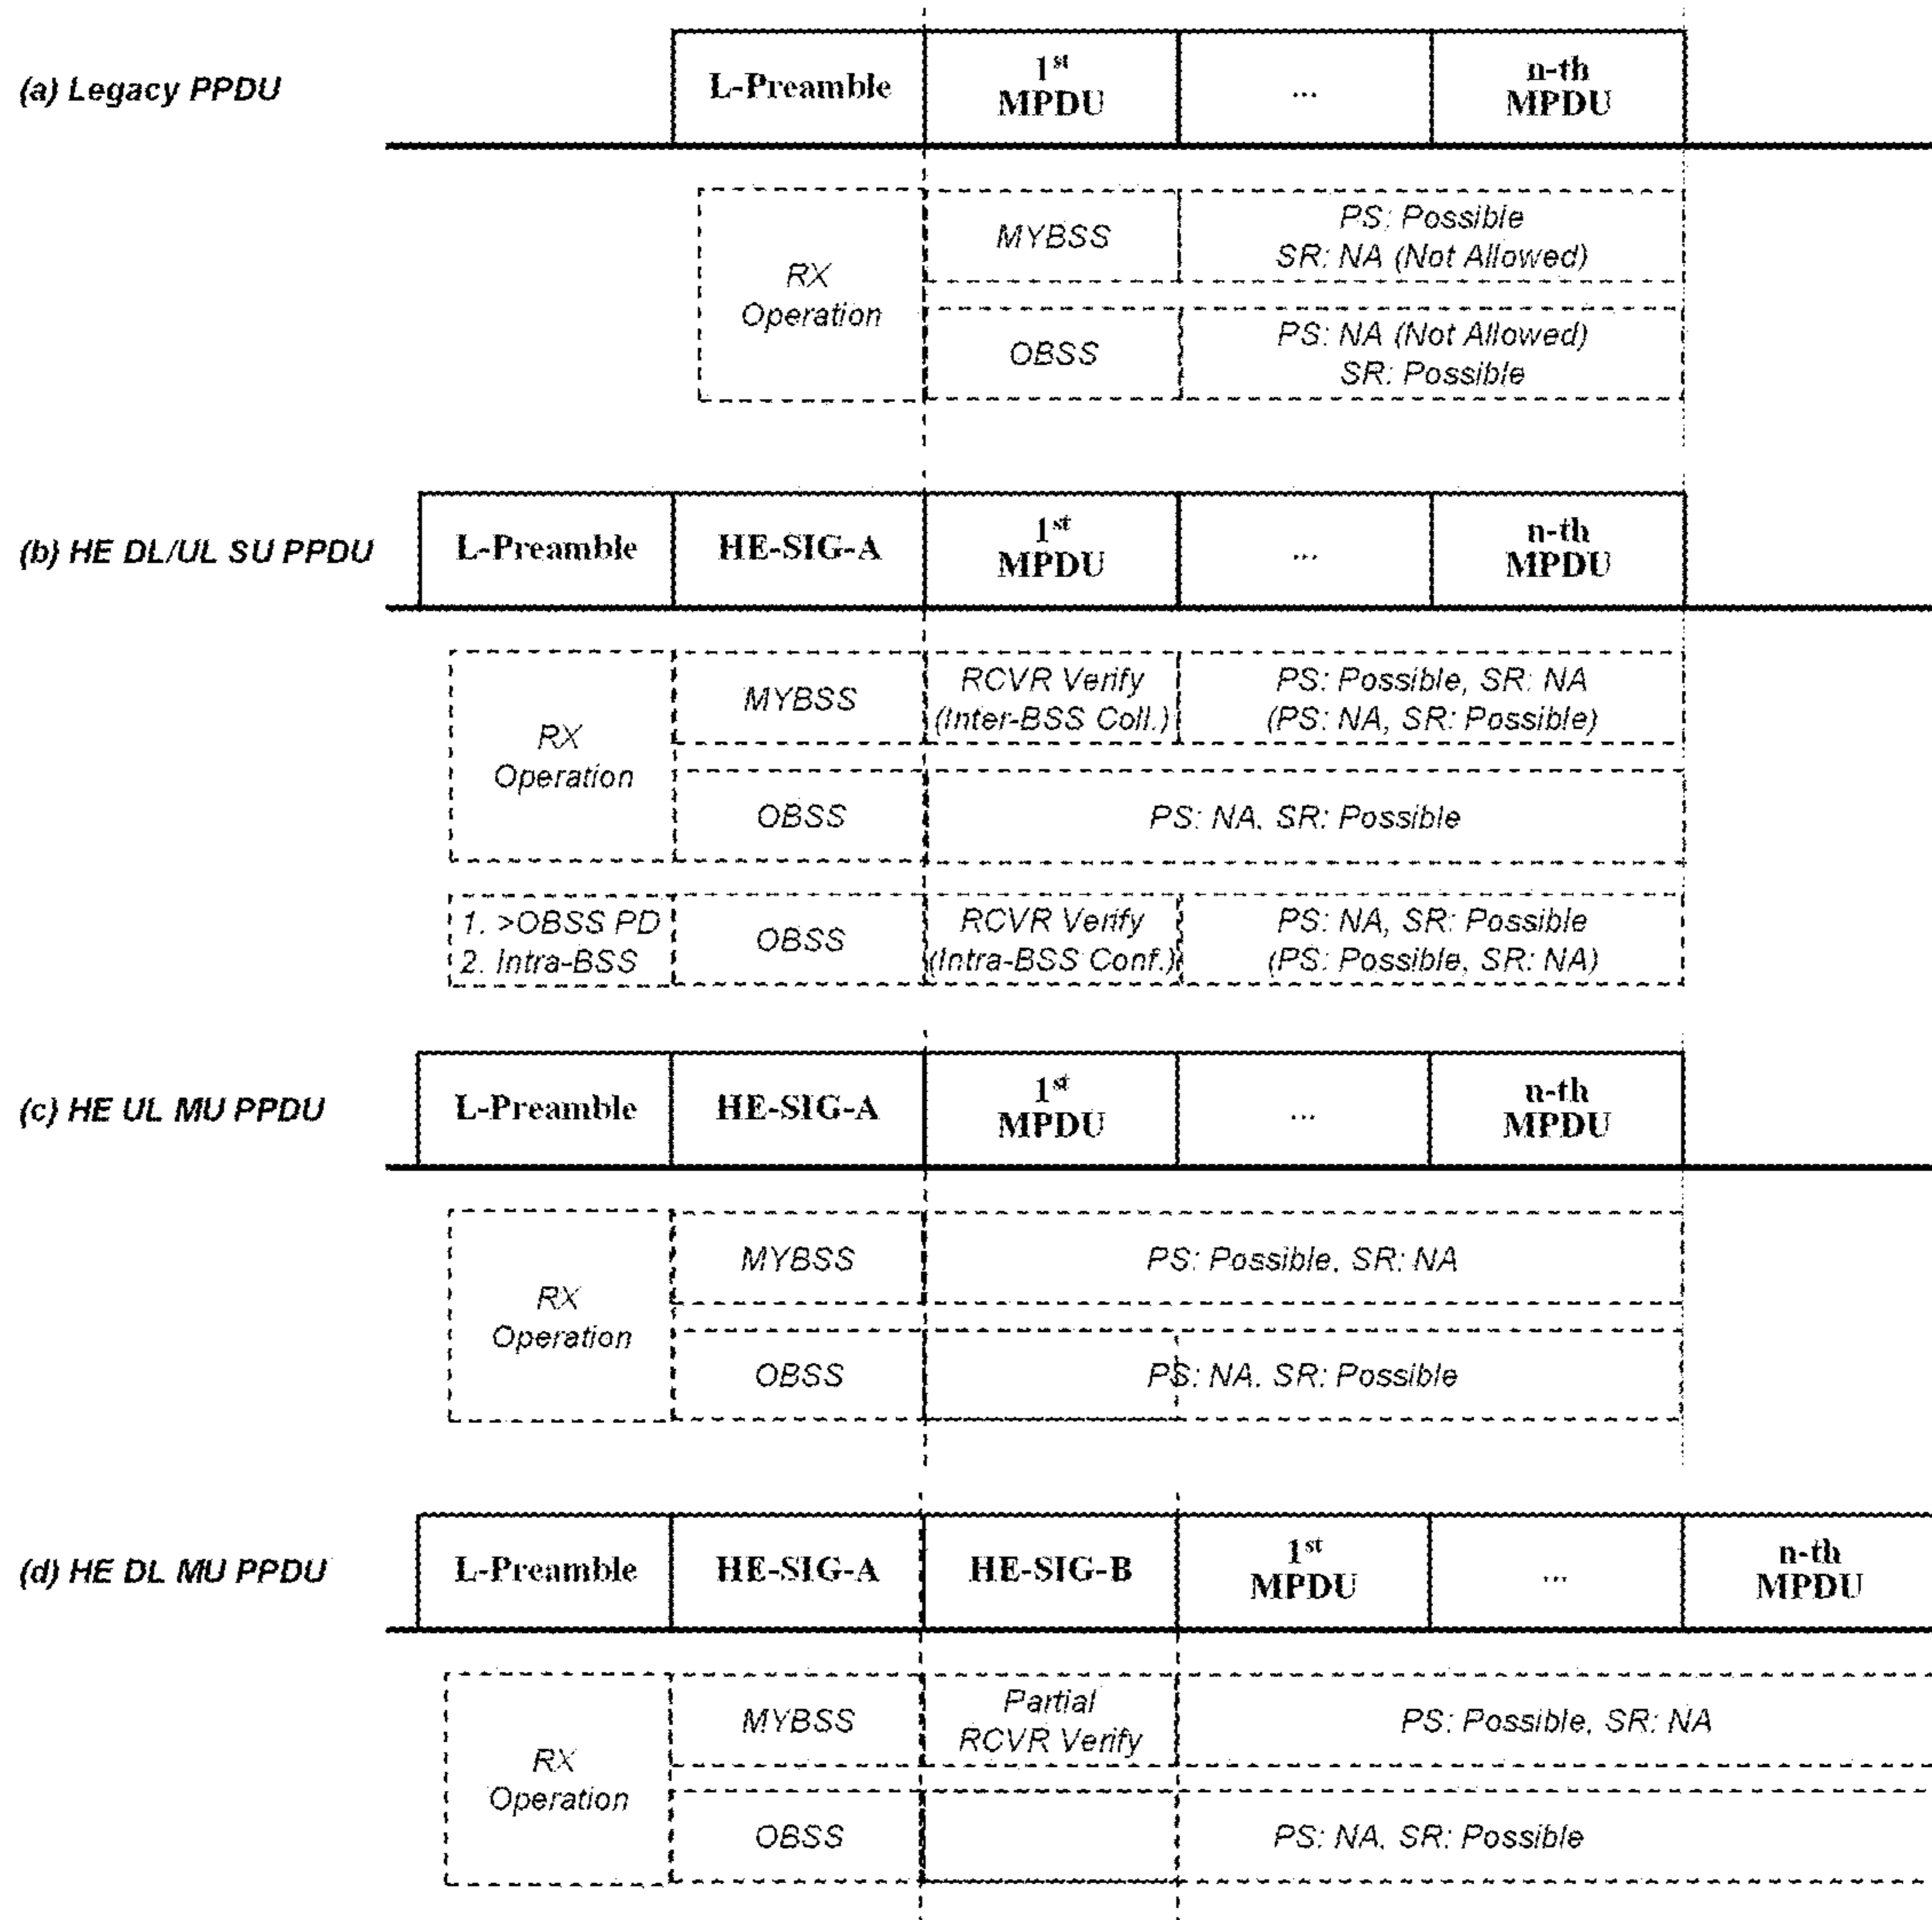 (a) Legacy PPDU
L-Preamble
1st
MPDU
...
n-th
MPDU
RX
Operation
MYBSS
PS: Possible
SR: NA (Not Allowed)
OBSS
PS: NA (Not Allowed)
SR: Possible
(b) HE DL/UL SU PPDU
L-Preamble
HE-SIG-A
1st
MPDU
...
n-th
MPDU
RX
Operation
MYBSS
RCVR Verify
(Inter-BSS Coll.)
PS: Possible, SR: NA
(PS: NA, SR: Possible)
OBSS
PS: NA, SR: Possible
1. >OBSS PD
2. Intra-BSS
OBSS
RCVR Verify
(Intra-BSS Conf.)
PS: NA, SR: Possible
(PS: Possible, SR: NA)
(c) HE UL MU PPDU
L-Preamble
HE-SIG-A
1st
MPDU
...
n-th
MPDU
RX
Operation
MYBSS
PS: Possible, SR: NA
OBSS
PS: NA, SR: Possible
(d) HE DL MU PPDU
L-Preamble
HE-SIG-A
HE-SIG-B
1st
MPDU
...
n-th
MPDU
RX
Operation
MYBSS
Partial
RCVR Verify
PS: Possible, SR: NA
OBSS
PS: NA, SR: Possible